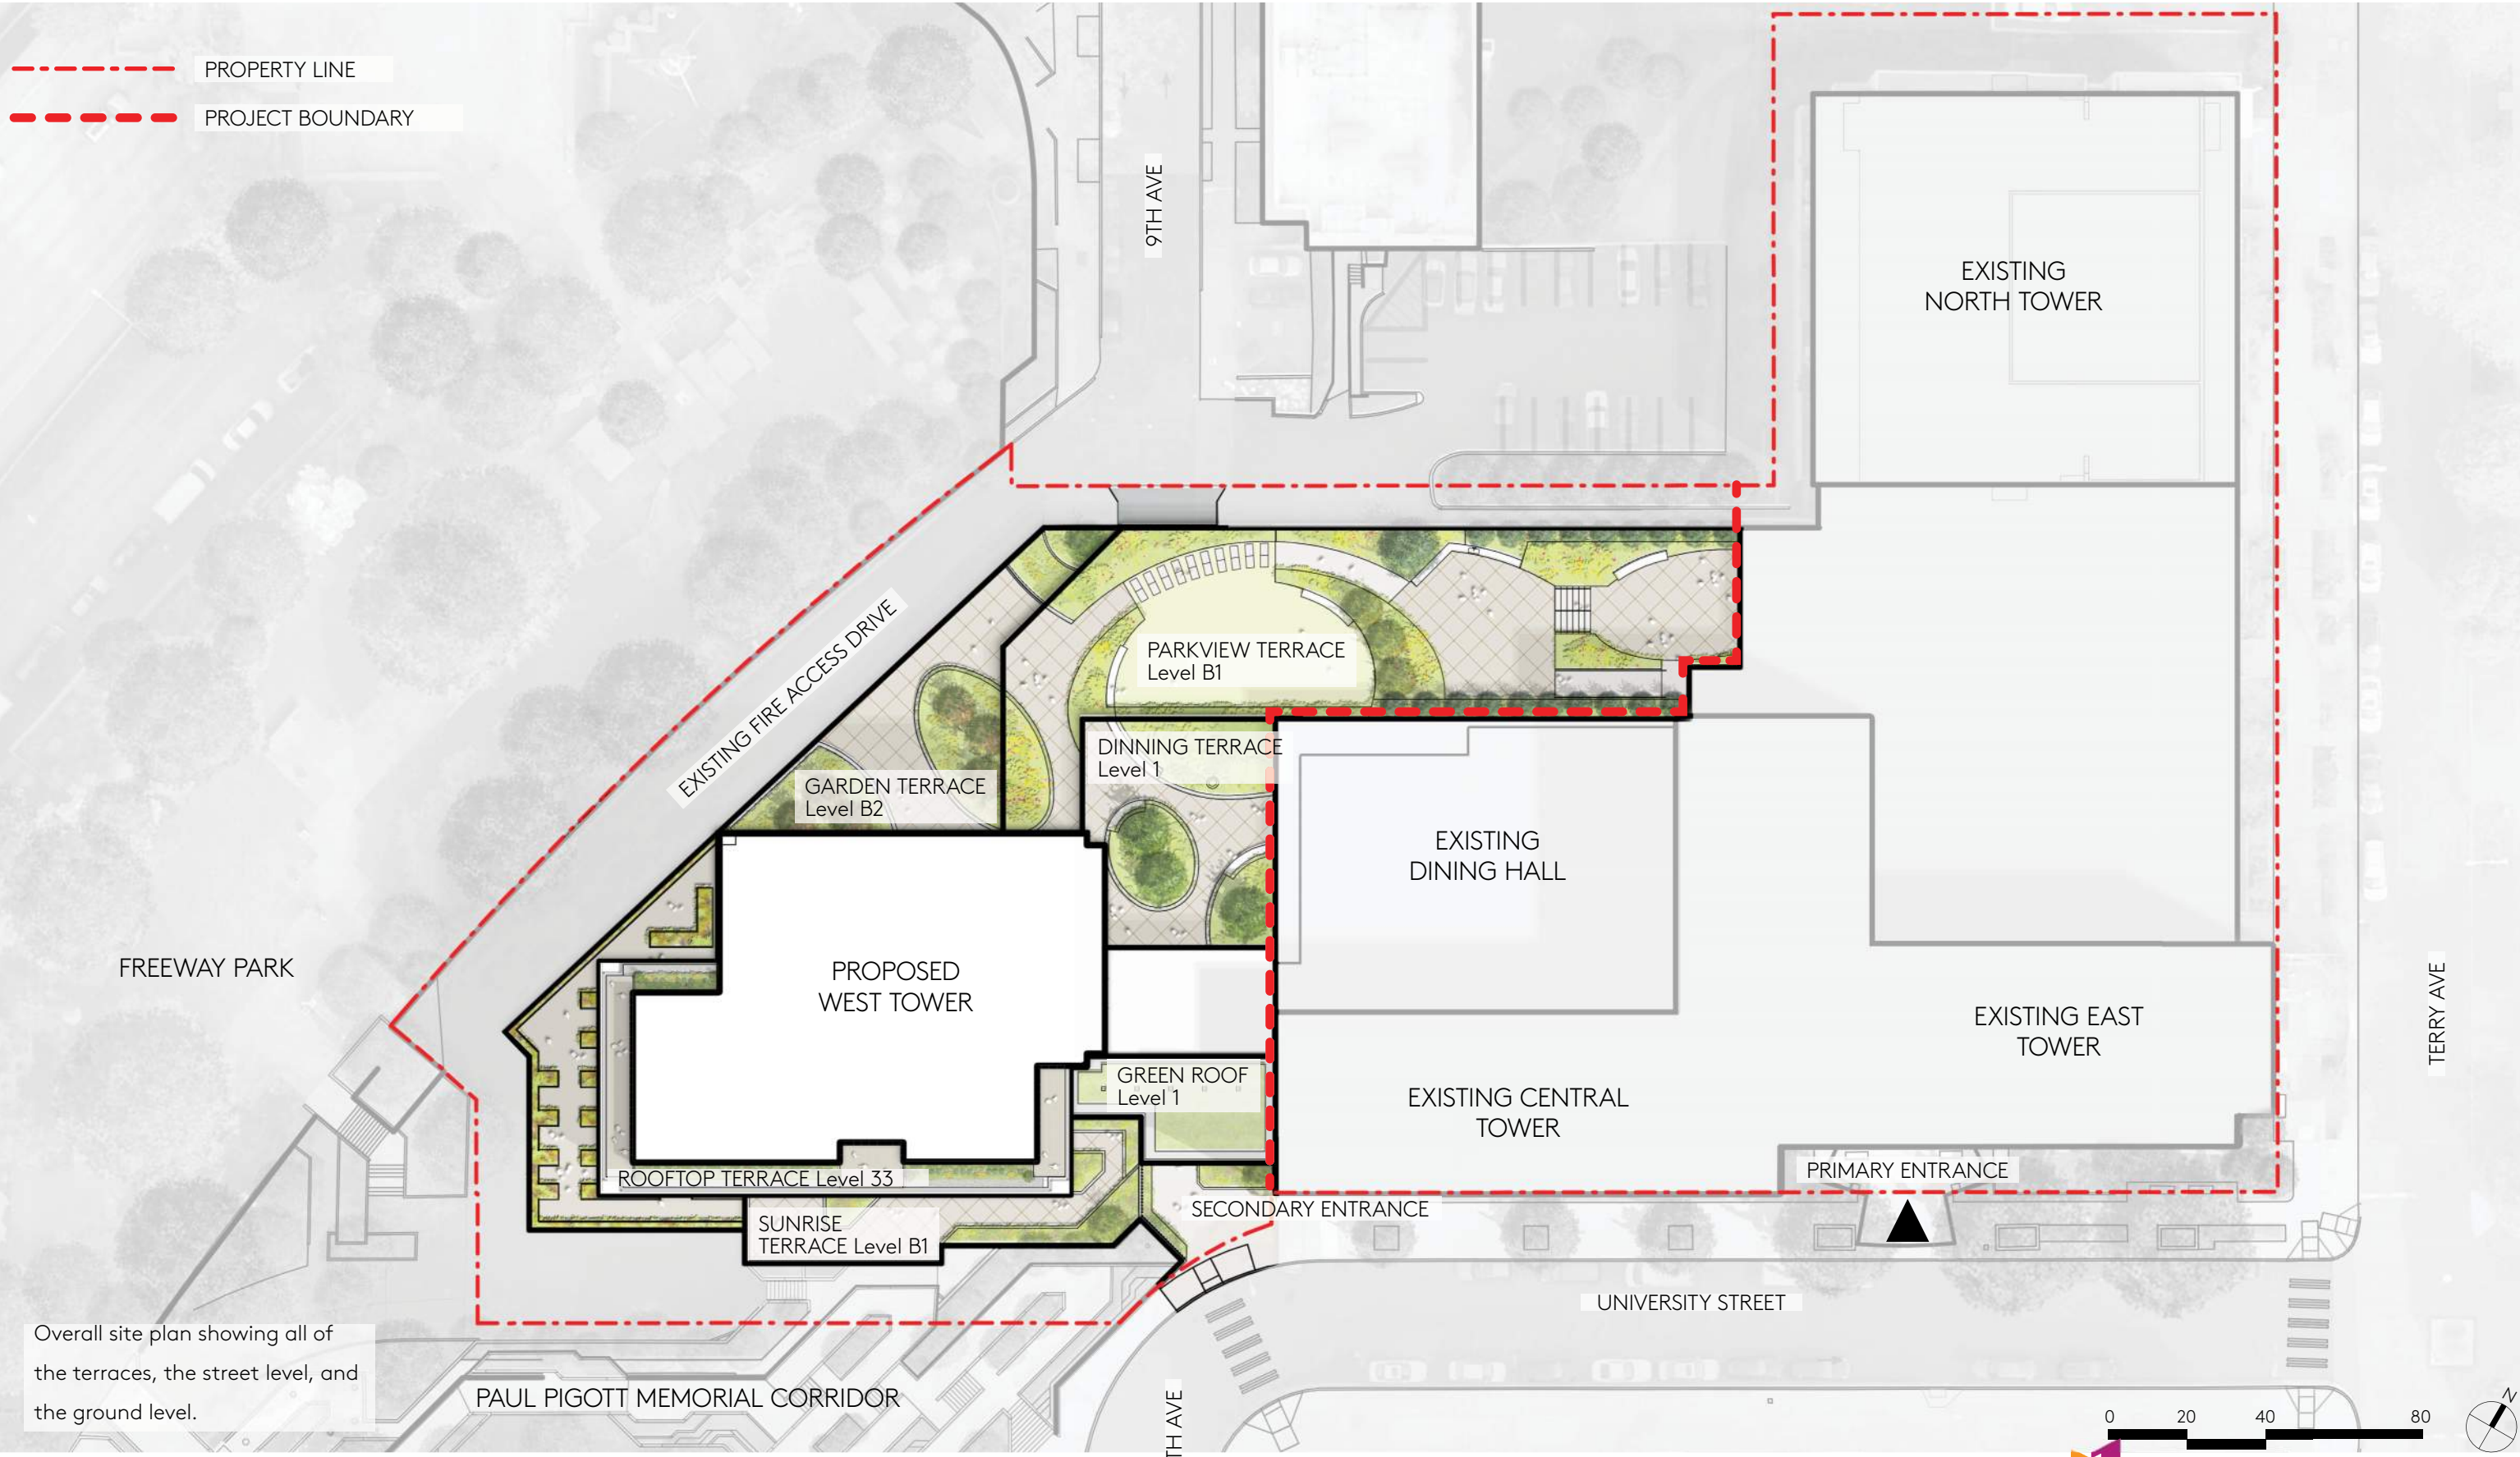 PROPERTY LINE
PROJECT BOUNDARY
9TH AVE
EXISTING
NORTH TOWER
EXISTING FIRE ACCESS DRIVE
PARKVIEW TERRACE
Level B1
DINNING TERRACE
Level 1
GARDEN TERRACE
Level B2
EXISTING
DINING HALL
FREEWAY PARK
PROPOSED
WEST TOWER
EXISTING EAST
TOWER
TERRY AVE
GREEN ROOF
Level 1
EXISTING CENTRAL
TOWER
ROOFTOP TERRACE Level 33
PRIMARY ENTRANCE
SECONDARY ENTRANCE
SUNRISE
TERRACE Level B1
UNIVERSITY STREET
Overall site plan showing all of
the terraces, the street level, and
the ground level.
PAUL PIGOTT MEMORIAL CORRIDOR
TH AVE
0 20 40 80
N